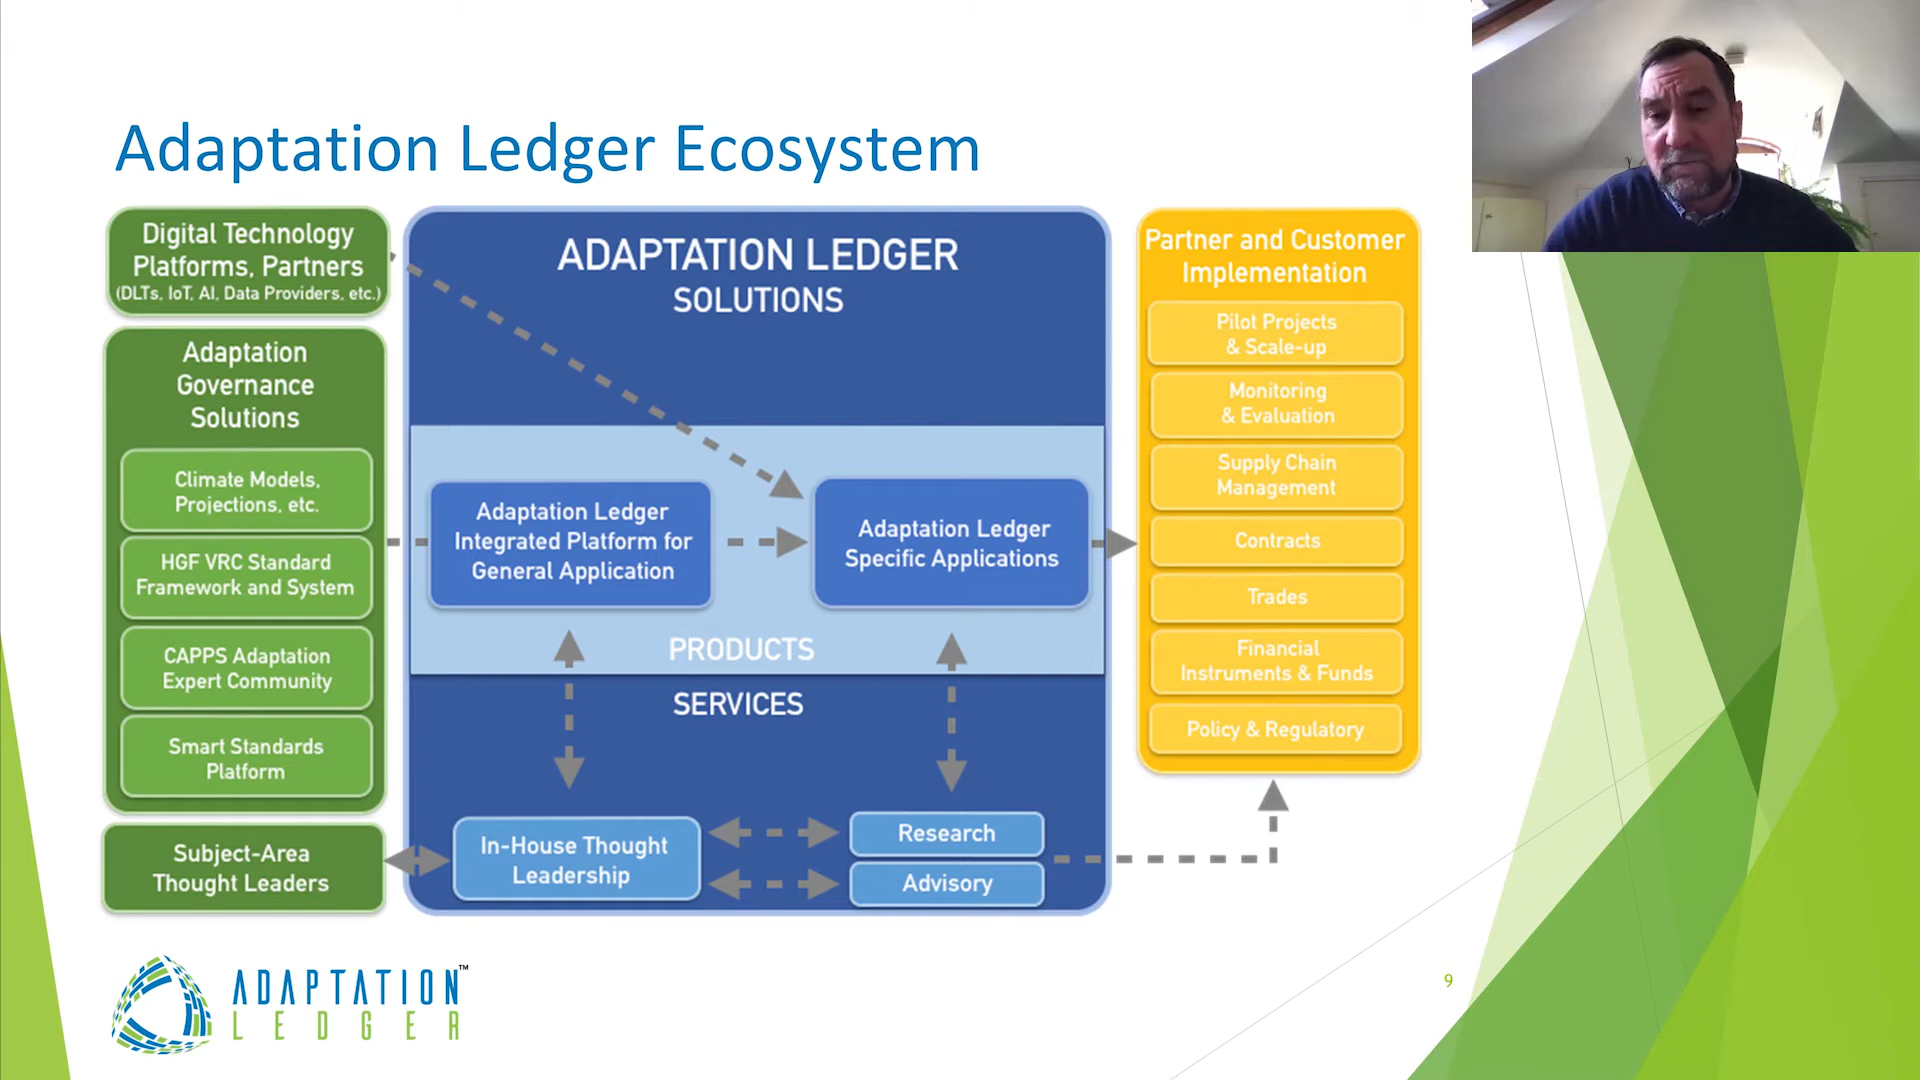 Adaptation Ledger Ecosystem
Digital Technology
Platforms, Partners
(DLTs, IoT, AI, Data Providers, etc.)
Adaptation
Governance
Solutions
Climate Models,
Projections, etc.
HGF VRC Standard
Framework and System
CAPPS Adaptation
Expert Community
Smart Standards
Platform
Subject-Area
Thought Leaders
ADAPTATION LEDGER
SOLUTIONS
Adaptation Ledger
Integrated Platform for
General Application
Adaptation Ledger
Specific Applications
PRODUCTS
SERVICES
In-House Thought
Leadership
Research
Advisory
Partner and Customer
Implementation
Pilot Projects
& Scale-up
Monitoring
& Evaluation
Supply Chain
Management
Contracts
Trades
Financial
Instruments & Funds
Policy & Regulatory
ADAPTATION™
LEDGER
9